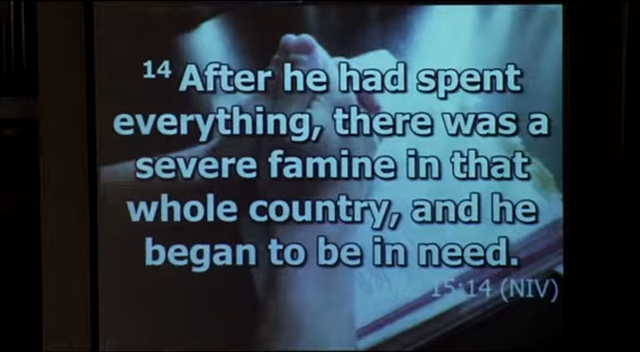 14 After he had spent
everything, there was a
severe famine in that
whole country, and he
began to be in need.
15:14 (NIV)